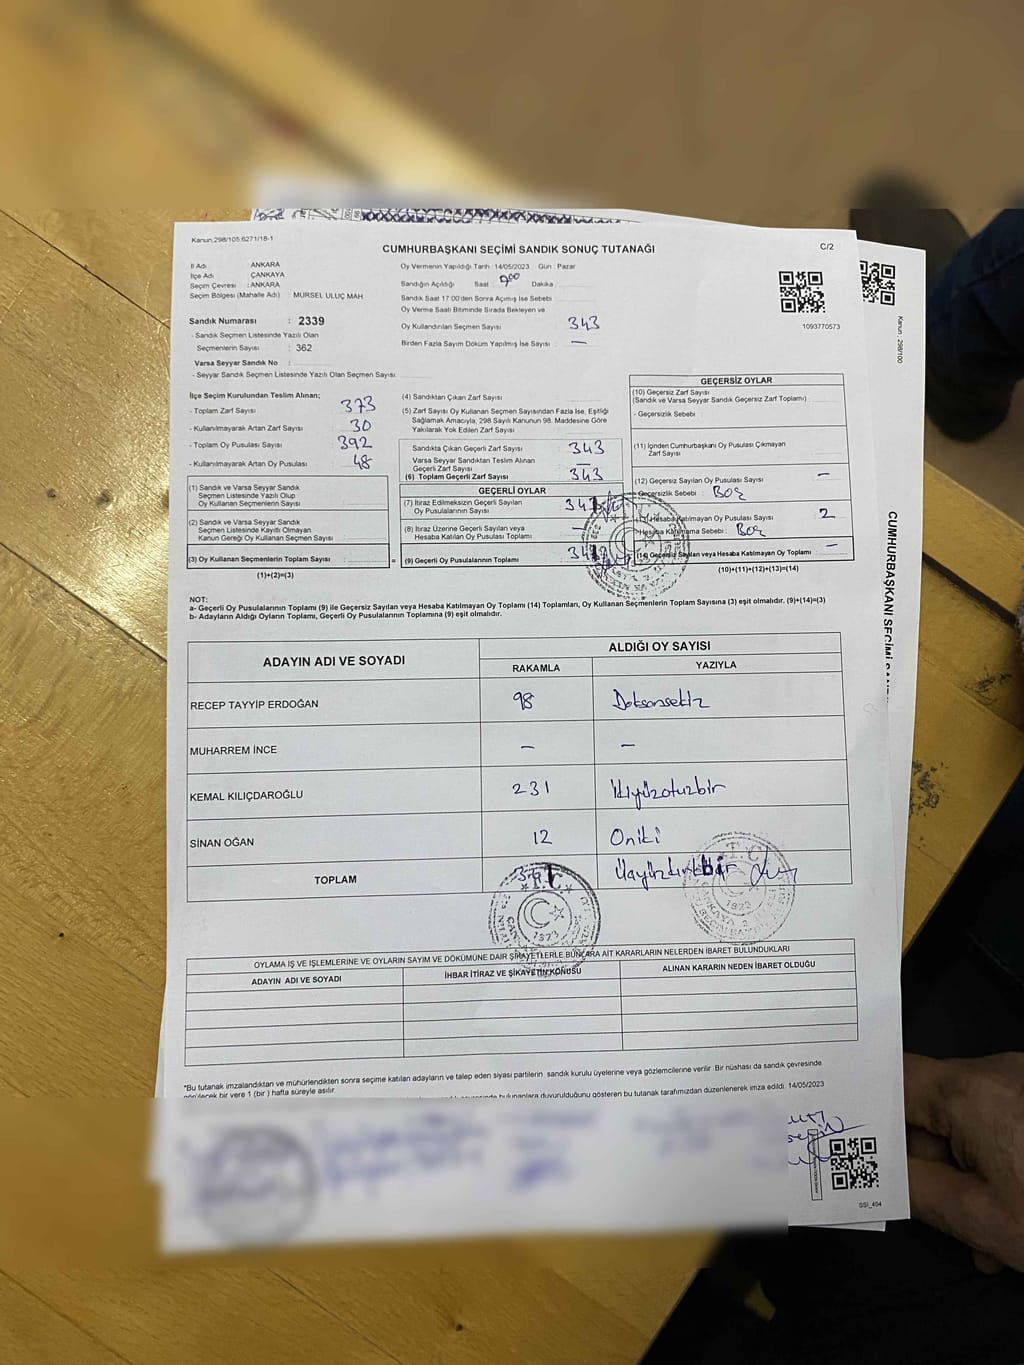 Kanun:298/105;6271/18-1
CUMHURBAŞKANI SEÇİMİ SANDIK SONUÇ TUTANAĞI
C/2
İl Adı : ANKARA
İlçe Adı : ÇANKAYA
Seçim Çevresi : ANKARA
Seçim Bölgesi (Mahalle Adı) : MÜRSEL ULUÇ MAH
Sandık Numarası : 2339
- Sandık Seçmen Listesinde Yazılı Olan
Seçmenlerin Sayısı : 362
Varsa Seyyar Sandık No :
- Seyyar Sandık Seçmen Listesinde Yazılı Olan Seçmen Sayısı:
Oy Vermenin Yapıldığı Tarih :14/05/2023 Gün : Pazar
Sandığın Açıldığı Saat 9:00 Dakika
Sandık Saat 17:00'den Sonra Açımış İse Sebebi
Oy Verme Saati Bitiminde Sırada Bekleyen ve
Oy Kullandırılan Seçmen Sayısı 343
Birden Fazla Sayım Döküm Yapılmış İse Sayısı —
1093770573
Kanun : 298/100
İlçe Seçim Kurulundan Teslim Alınan;
- Toplam Zarf Sayısı 373
- Kullanılmayarak Artan Zarf Sayısı 30
- Toplam Oy Pusulası Sayısı 392
- Kullanılmayarak Artan Oy Pusulası 48
(1) Sandık ve Varsa Seyyar Sandık
Seçmen Listesinde Yazılı Olup
Oy Kullanan Seçmenlerin Sayısı
(2) Sandık ve Varsa Seyyar Sandık
Seçmen Listesinde Kayıtlı Olmayan
Kanun Gereği Oy Kullanan Seçmen Sayısı
(3) Oy Kullanan Seçmenlerin Toplam Sayısı
(1)+(2)=(3)
(4) Sandıktan Çıkan Zarf Sayısı
(5) Zarf Sayısı Oy Kullanan Seçmen Sayısından Fazla İse, Eşitliği
Sağlamak Amacıyla, 298 Sayılı Kanunun 98. Maddesine Göre
Yakılarak Yok Edilen Zarf Sayısı
Sandıkta Çıkan Geçerli Zarf Sayısı 343
Varsa Seyyar Sandıktan Teslim Alınan
Geçerli Zarf Sayısı —
(6) Toplam Geçerli Zarf Sayısı 343
GEÇERLİ OYLAR
(7) İtiraz Edilmeksizin Geçerli Sayılan
Oy Pusulalarının Sayısı 341
(8) İtiraz Üzerine Geçerli Sayılan veya
Hesaba Katılan Oy Pusulası Toplamı —
= (9) Geçerli Oy Pusulalarının Toplamı 341
GEÇERSİZ OYLAR
(10) Geçersiz Zarf Sayısı
(Sandık ve Varsa Seyyar Sandık Geçersiz Zarf Toplamı)
- Geçersizlik Sebebi
(11) İçinden Cumhurbaşkanı Oy Pusulası Çıkmayan
Zarf Sayısı
(12) Geçersiz Sayılan Oy Pusulası Sayısı —
Geçersizlik Sebebi : Boş
Hesaba Katılmayan Oy Pusulası Sayısı 2
Hesaba Katılmama Sebebi : Boş
(14) Geçersiz Sayılan veya Hesaba Katılmayan Oy Toplamı —
(10)+(11)+(12)+(13)=(14)
NOT:
a- Geçerli Oy Pusulalarının Toplamı (9) ile Geçersiz Sayılan veya Hesaba Katılmayan Oy Toplamı (14) Toplamları, Oy Kullanan Seçmenlerin Toplam Sayısına (3) eşit olmalıdır. (9)+(14)=(3)
b- Adayların Aldığı Oyların Toplamı, Geçerli Oy Pusulalarının Toplamına (9) eşit olmalıdır.
ADAYIN ADI VE SOYADI
ALDIĞI OY SAYISI
RAKAMLA YAZIYLA
RECEP TAYYİP ERDOĞAN 98 Doksansekiz
MUHARREM İNCE — —
KEMAL KILIÇDAROĞLU 231 İkiyüzotuzbir
SİNAN OĞAN 12 Oniki
TOPLAM 341 Üçyüzkırkbir
T.C.
ÇANKAYA
1923
OYLAMA İŞ VE İŞLEMLERİNE VE OYLARIN SAYIM VE DÖKÜMÜNE DAİR ŞİKAYETLERLE BUNLARA AİT KARARLARIN NELERDEN İBARET BULUNDUKLARI
ADAYIN ADI VE SOYADI İHBAR İTİRAZ VE ŞİKAYETİN KONUSU ALINAN KARARIN NEDEN İBARET OLDUĞU
*Bu tutanak imzalandıktan ve mühürlendikten sonra seçime katılan adayların ve talep eden siyasi partilerin sandık kurulu üyelerine veya gözlemcilerine verilir Bir nüshası da sandık çevresinde
görülecek bir yere 1 (bir ) hafta süreyle asılır.
bulunanlara duyurulduğunu gösteren bu tutanak tarafımızdan düzenlenerek imza edildi. 14/05/2023
SSI_404
CUMHURBAŞKANI SEÇİMİ